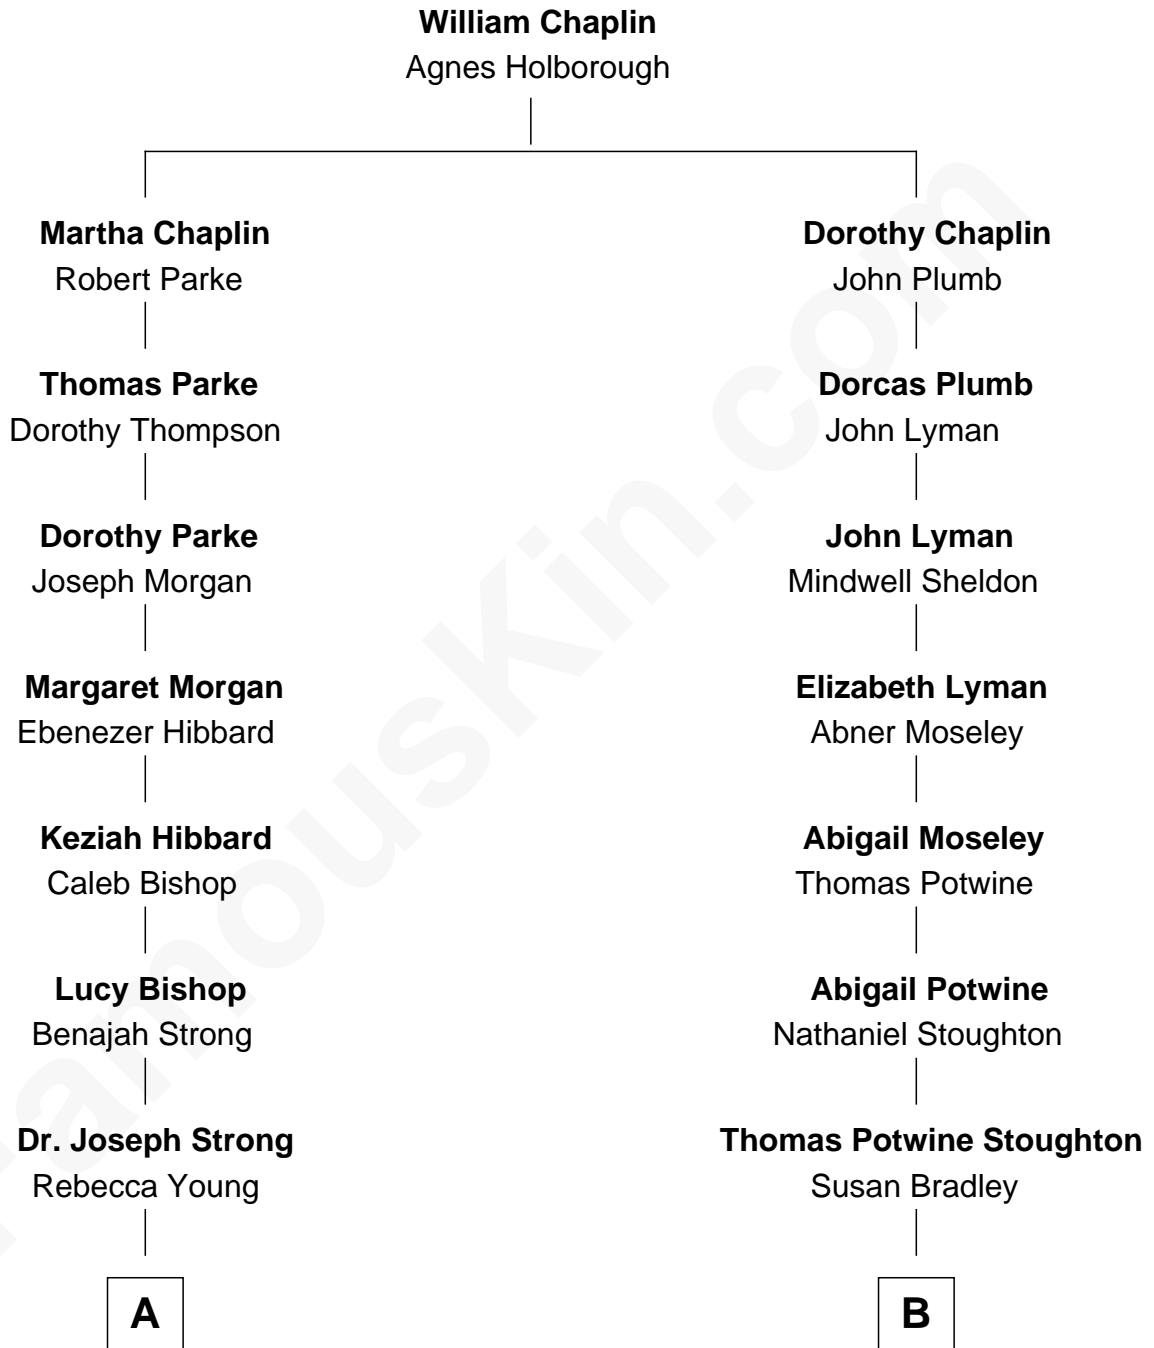 William Chaplin
Agnes Holborough
Martha Chaplin
Robert Parke
Dorothy Chaplin
John Plumb
Thomas Parke
Dorothy Thompson
Dorcas Plumb
John Lyman
Dorothy Parke
Joseph Morgan
John Lyman
Mindwell Sheldon
Margaret Morgan
Ebenezer Hibbard
Elizabeth Lyman
Abner Moseley
Keziah Hibbard
Caleb Bishop
Abigail Moseley
Thomas Potwine
Lucy Bishop
Benajah Strong
Abigail Potwine
Nathaniel Stoughton
Dr. Joseph Strong
Rebecca Young
Thomas Potwine Stoughton
Susan Bradley
A
B
FamousKin.com